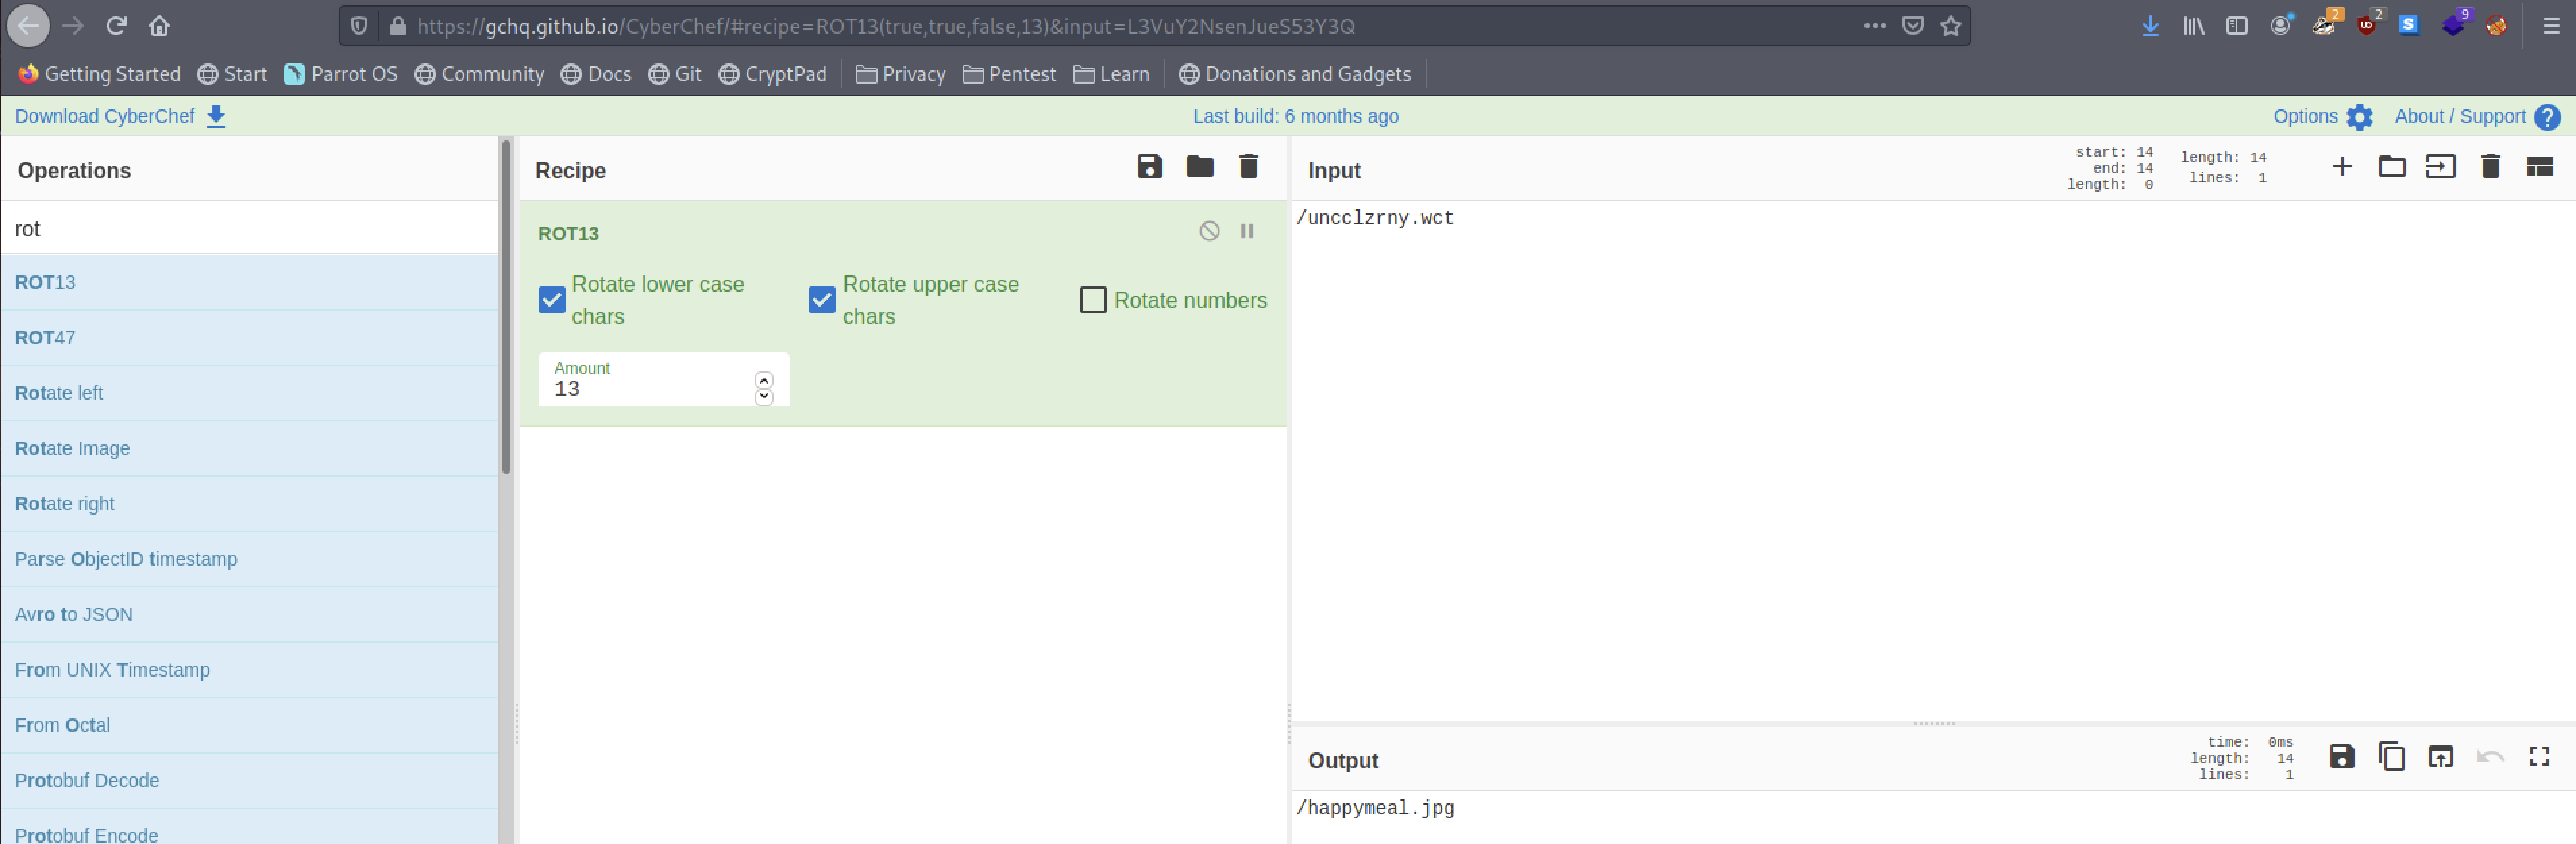 https://gchq.github.io/CyberChef/#recipe=ROT13(true,true,false,13)&input=L3VuY2NsenJueS53Y3Q
2
2
S
9
Getting Started Start Parrot OS Community Docs Git CryptPad Privacy Pentest Learn Donations and Gadgets
Download CyberChef
Last build: 6 months ago
Options
About / Support ?
Operations
rot
ROT13
ROT47
Rotate left
Rotate Image
Rotate right
Parse ObjectID timestamp
Avro to JSON
From UNIX Timestamp
From Octal
Protobuf Decode
Protobuf Encode
Recipe
ROT13
Rotate lower case
chars
Rotate upper case
chars
Rotate numbers
Amount
13
Input
start: 14
end: 14
length: 0
length: 14
lines: 1
/uncclzrny.wct
Output
time: 0ms
length: 14
lines: 1
/happymeal.jpg